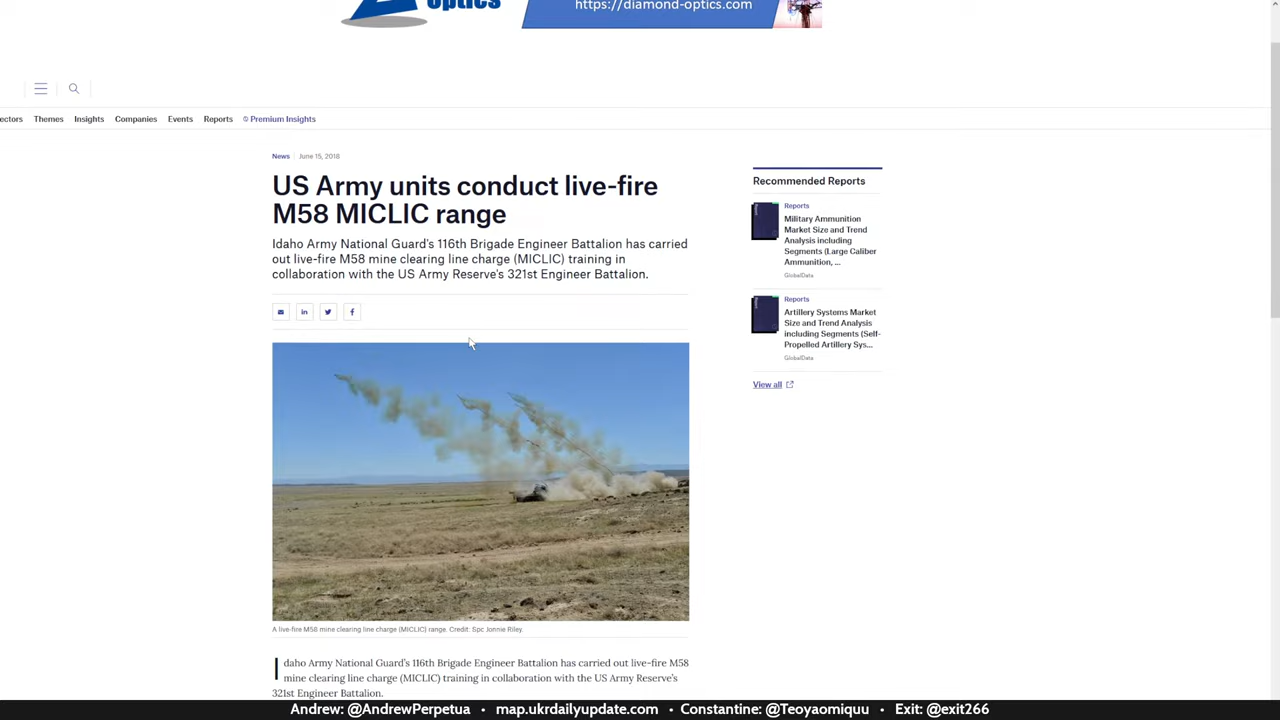 optics
https://diamond-optics.com
ectors Themes Insights Companies Events Reports Premium Insights
News June 15, 2018
US Army units conduct live-fire
M58 MICLIC range
Idaho Army National Guard's 116th Brigade Engineer Battalion has carried
out live-fire M58 mine clearing line charge (MICLIC) training in
collaboration with the US Army Reserve's 321st Engineer Battalion.
in f
A live-fire M58 mine clearing line charge (MICLIC) range. Credit: Spc Jonnie Riley.
Idaho Army National Guard's 116th Brigade Engineer Battalion has carried out live-fire M58
mine clearing line charge (MICLIC) training in collaboration with the US Army Reserve's
321st Engineer Battalion.
Recommended Reports
Reports
Military Ammunition
Market Size and Trend
Analysis including
Segments (Large Caliber
Ammunition, ...
GlobalData
Reports
Artillery Systems Market
Size and Trend Analysis
including Segments (Self-
Propelled Artillery Sys...
GlobalData
View all
Andrew: @AndrewPerpetua • map.ukrdailyupdate.com • Constantine: @Teoyaomiquu • Exit: @exit266